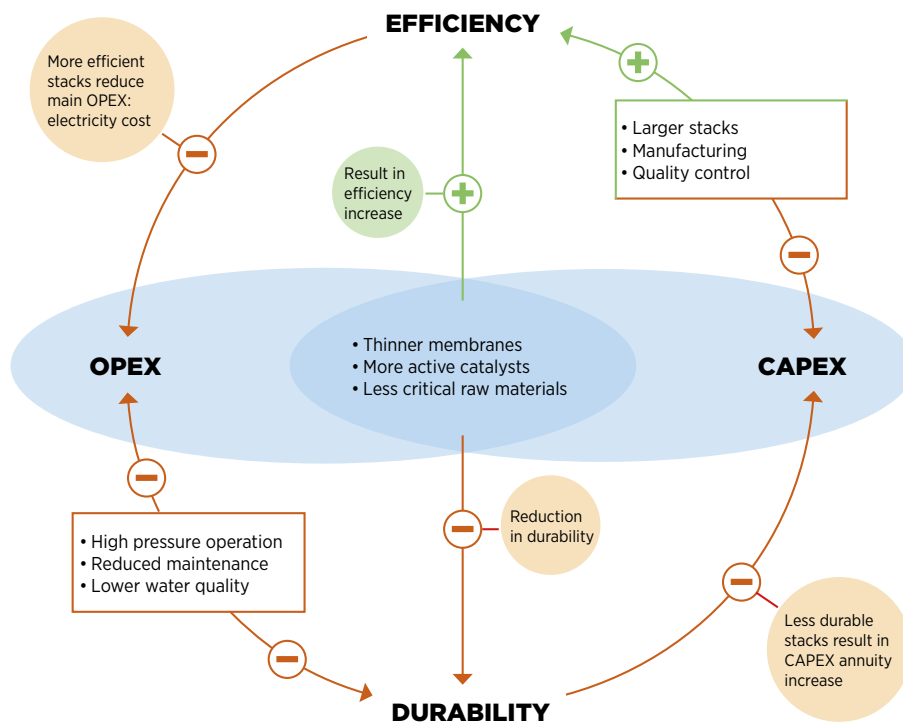 EFFICIENCY
More efficient
stacks reduce
main OPEX:
electricity cost
• Larger stacks
• Manufacturing
• Quality control
Result in
efficiency
increase
• Thinner membranes
• More active catalysts
• Less critical raw materials
OPEX
CAPEX
• High pressure operation
• Reduced maintenance
• Lower water quality
Reduction
in durability
Less durable
stacks result in
CAPEX annuity
increase
DURABILITY